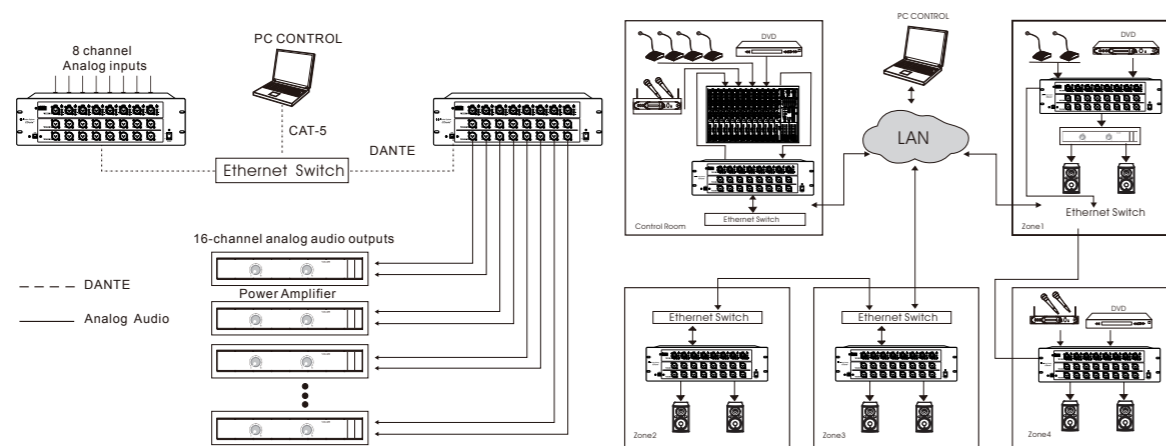 8 channel
Analog inputs
PC CONTROL
CAT-5
DANTE
Ethernet Switch
16-channel analog audio outputs
Power Amplifier
DANTE
Analog Audio
DVD
Control Room
Ethernet Switch
PC CONTROL
LAN
DVD
Ethernet Switch
Zone1
Ethernet Switch
Zone2
Ethernet Switch
Zone3
DVD
Zone4